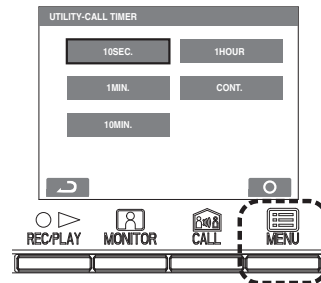 UTILITY-CALL TIMER
10SEC. 1HOUR
1MIN. CONT.
10MIN.
REC/PLAY MONITOR CALL MENU